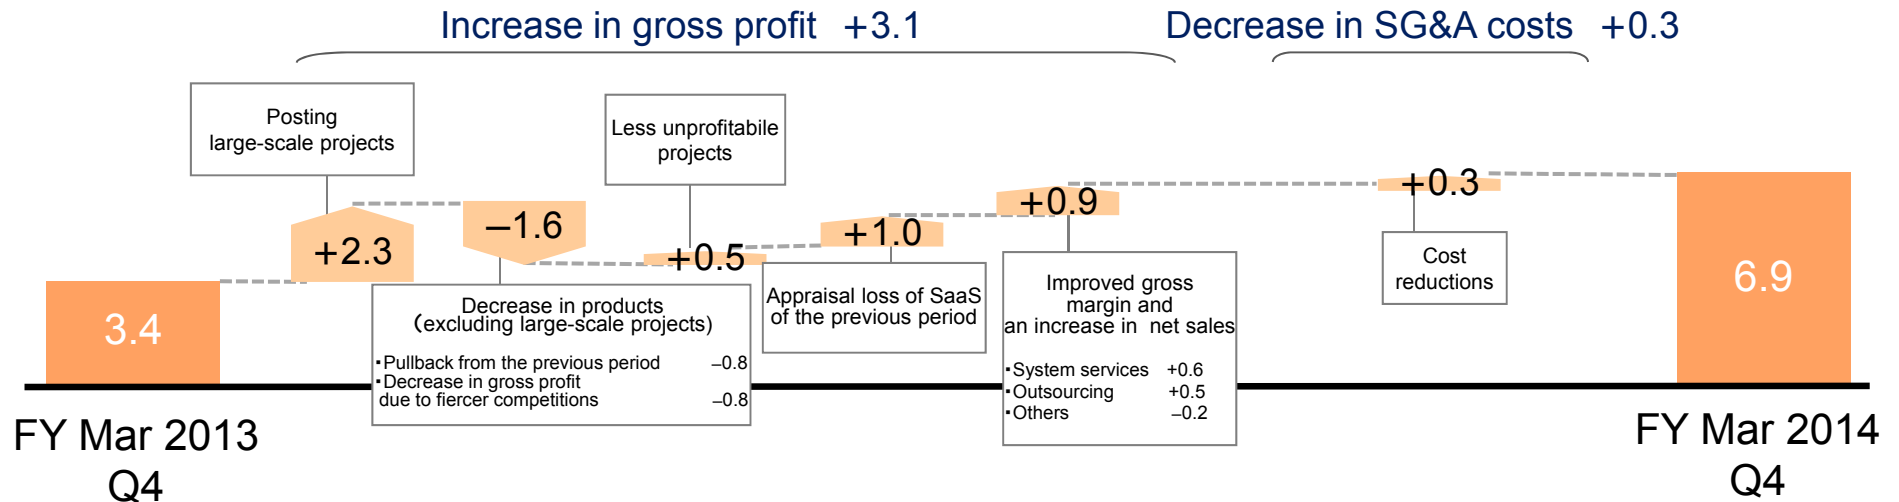 Increase in gross profit +3.1
Decrease in SG&A costs +0.3
Posting
large-scale projects
Less unprofitabile
projects
+2.3
−1.6
+0.5
+1.0
+0.9
+0.3
Decrease in products
(excluding large-scale projects)
▪Pullback from the previous period −0.8
▪Decrease in gross profit
due to fiercer competitions −0.8
Appraisal loss of SaaS
of the previous period
Improved gross
margin and
an increase in net sales
▪System services +0.6
▪Outsourcing +0.5
▪Others −0.2
Cost
reductions
3.4
6.9
FY Mar 2013
Q4
FY Mar 2014
Q4